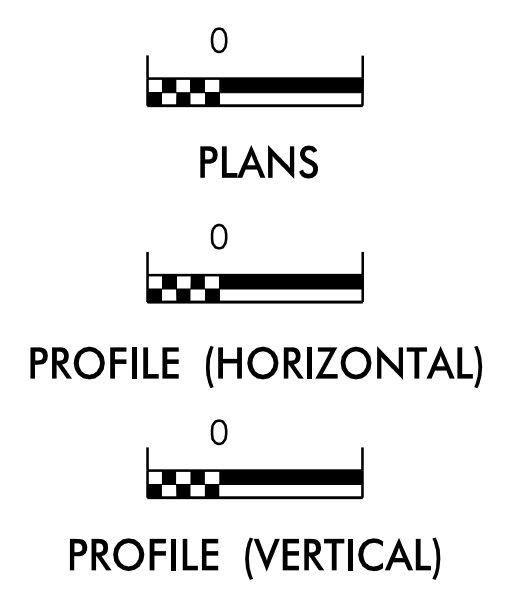 0
PLANS
0
PROFILE (HORIZONTAL)
0
PROFILE (VERTICAL)